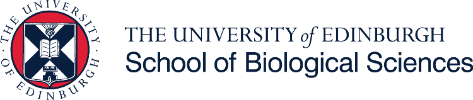 THE UNIVERSITY OF EDINBURGH
THE UNIVERSITY of EDINBURGH
School of Biological Sciences